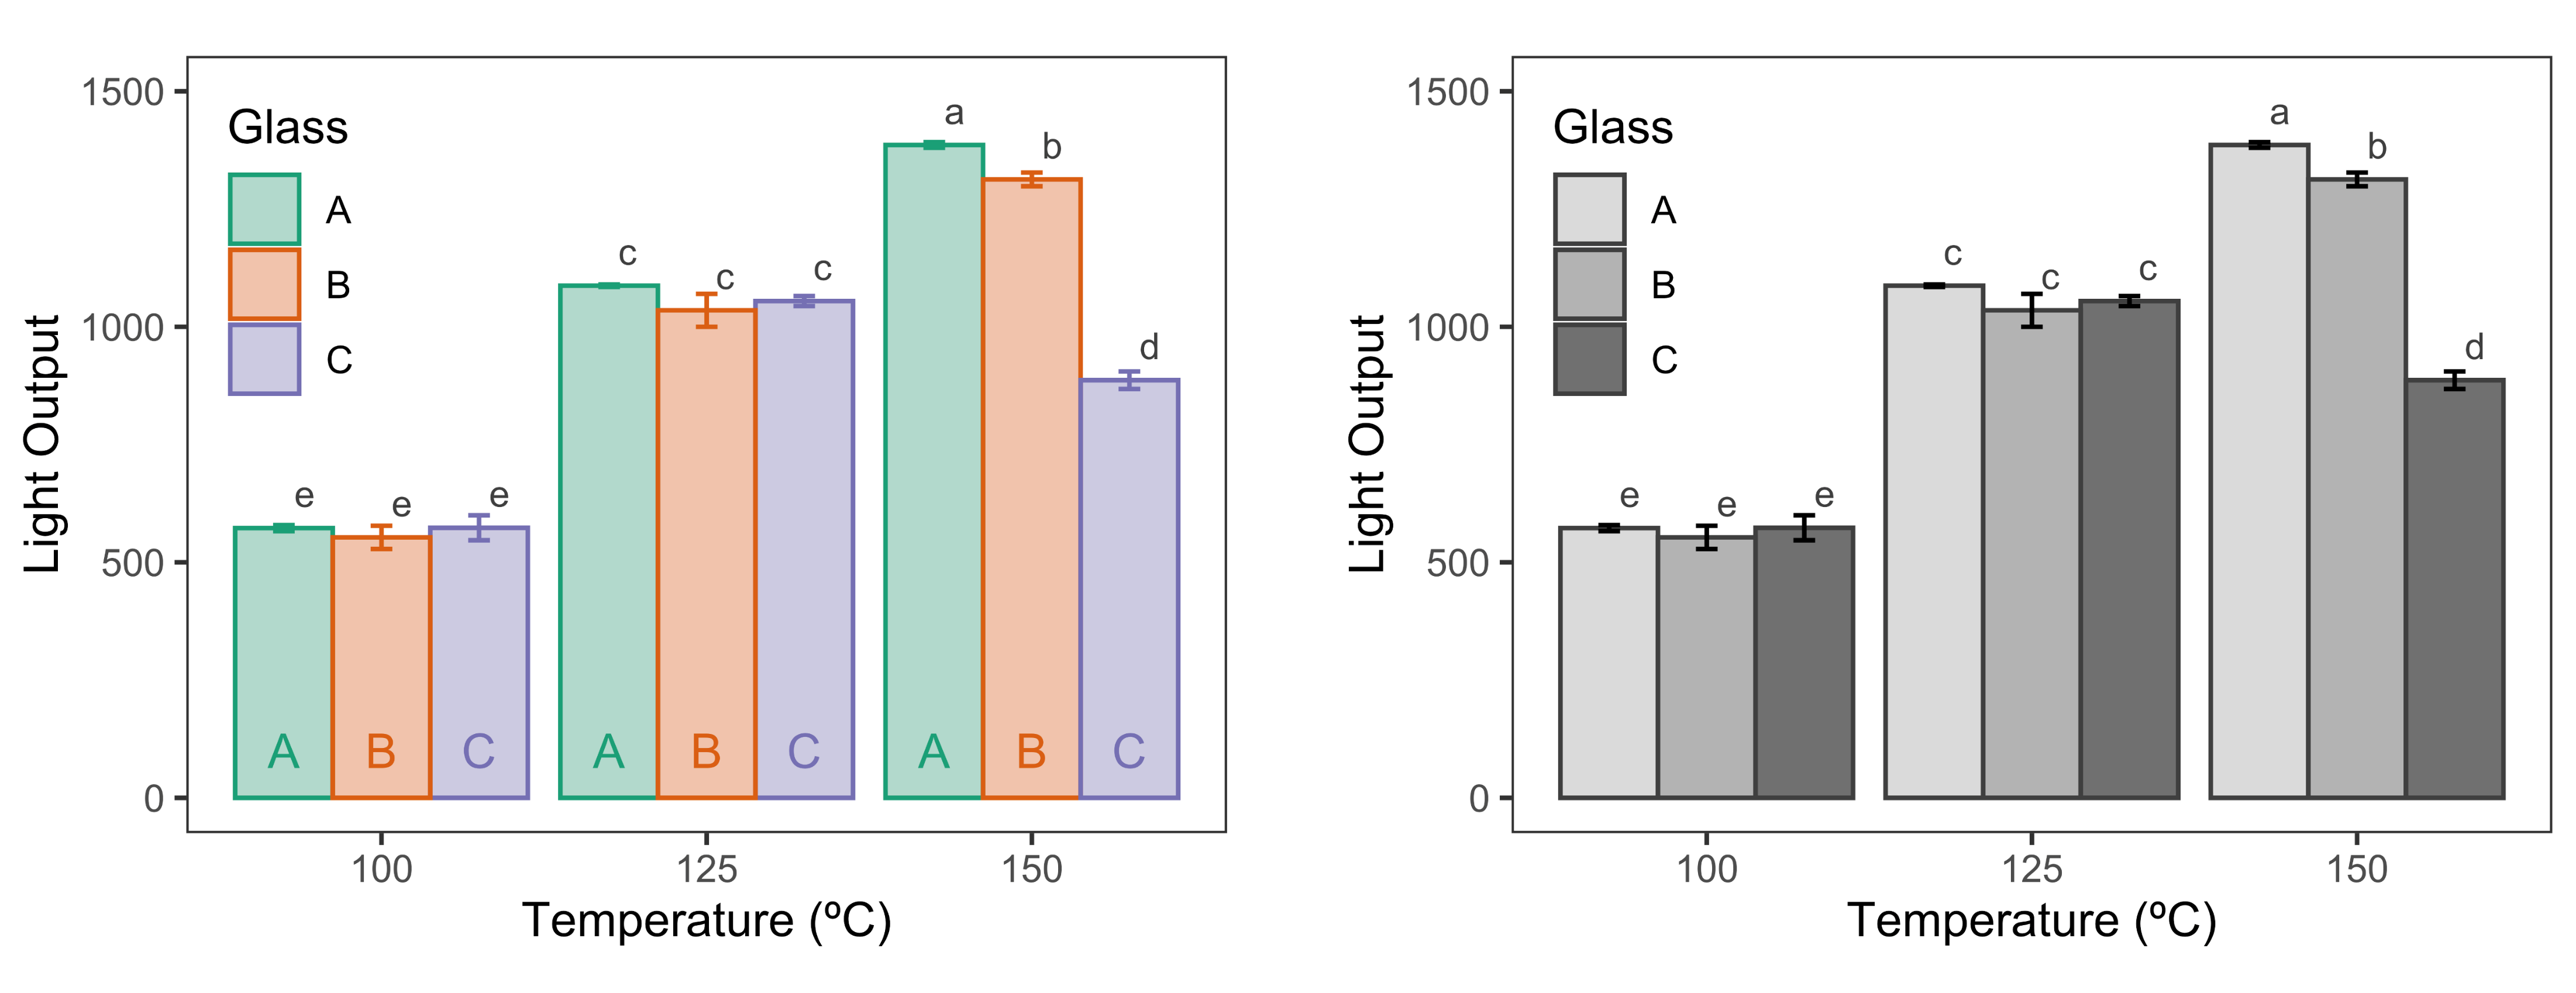 1500
1000
500
0
Light Output
Glass
A
B
C
e e e
c c c
a b d
A B C A B C A B C
100 125 150
Temperature (ºC)
1500
1000
500
0
Light Output
Glass
A
B
C
e e e
c c c
a b d
100 125 150
Temperature (ºC)